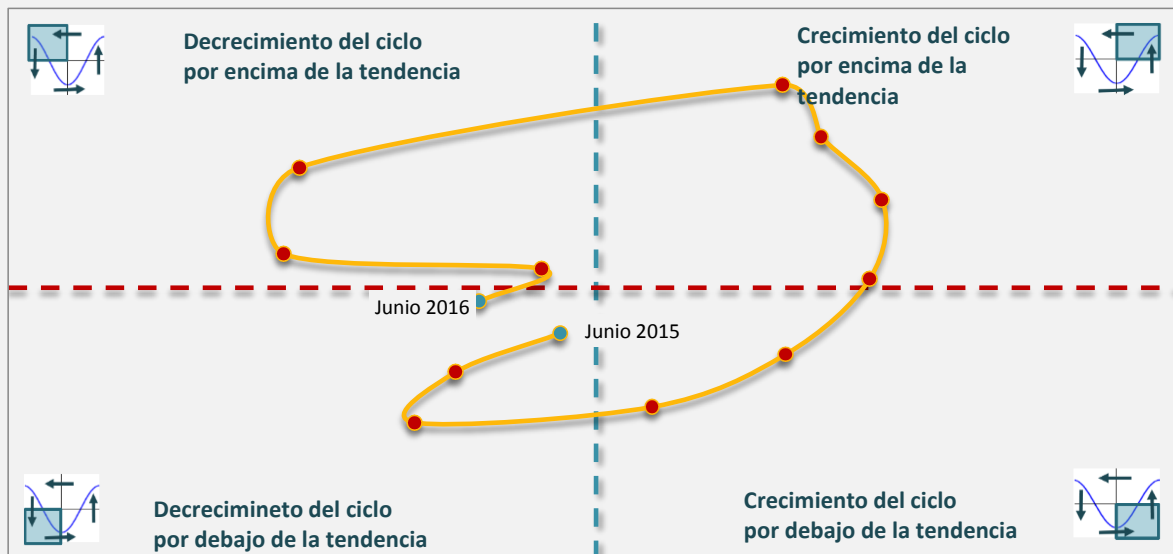 Decrecimiento del ciclo
por encima de la tendencia
Crecimiento del ciclo
por encima de la
tendencia
Junio 2016
Junio 2015
Decrecimineto del ciclo
por debajo de la tendencia
Crecimiento del ciclo
por debajo de la tendencia